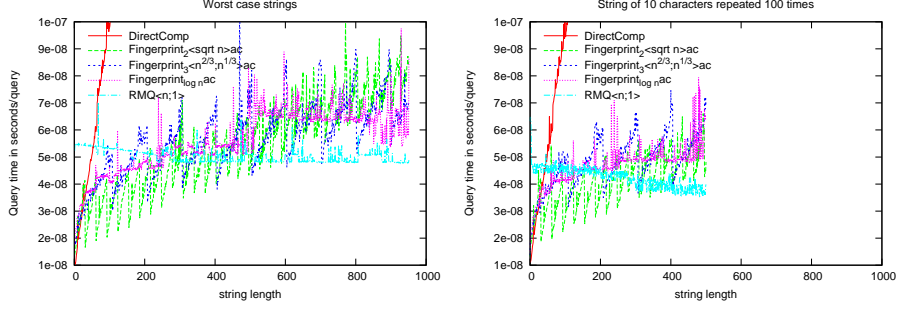 Worst case strings
1e-07
9e-08
8e-08
7e-08
6e-08
5e-08
4e-08
3e-08
2e-08
1e-08
Query time in seconds/query
DirectComp
Fingerprint2<sqrt n>ac
Fingerprint3<n^2/3;n^1/3>ac
Fingerprintlog nac
RMQ<n;1>
0 200 400 600 800 1000
string length
String of 10 characters repeated 100 times
1e-07
9e-08
8e-08
7e-08
6e-08
5e-08
4e-08
3e-08
2e-08
1e-08
Query time in seconds/query
DirectComp
Fingerprint2<sqrt n>ac
Fingerprint3<n^2/3;n^1/3>ac
Fingerprintlog nac
RMQ<n;1>
0 200 400 600 800 1000
string length